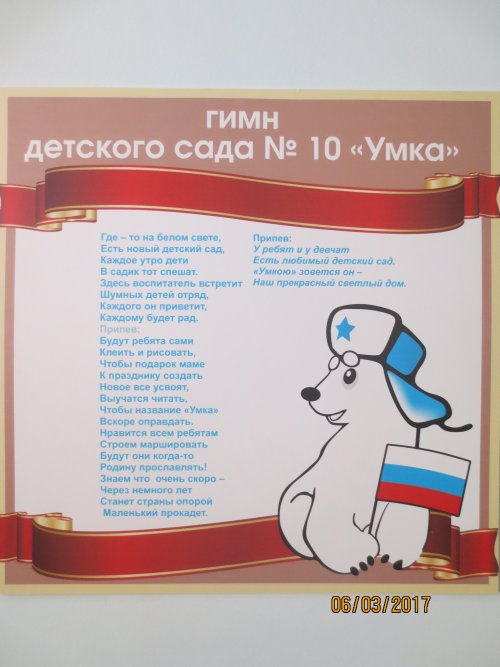 ГИМН
детского сада № 10 «Умка»
Где – то на белом свете,
Есть новый детский сад,
Каждое утро дети
В садик тот спешат.
Здесь воспитатель встретит
Шумных детей отряд,
Каждого он приветит,
Каждому будет рад.
Припев:
Будут ребята сами
Клеить и рисовать,
Чтобы подарок маме
К празднику создать
Новое все усвоят,
Выучатся читать,
Чтобы название «Умка»
Вскоре оправдать.
Нравится всем ребятам
Строем маршировать
Будут они когда-то
Родину прославлять!
Знаем что очень скоро –
Через немного лет
Станет страны опорой
Маленький прокадет.
Припев:
У ребят и у девчат
Есть любимый детский сад.
«Умкою» зовется он –
Наш прекрасный светлый дом.
06/03/2017